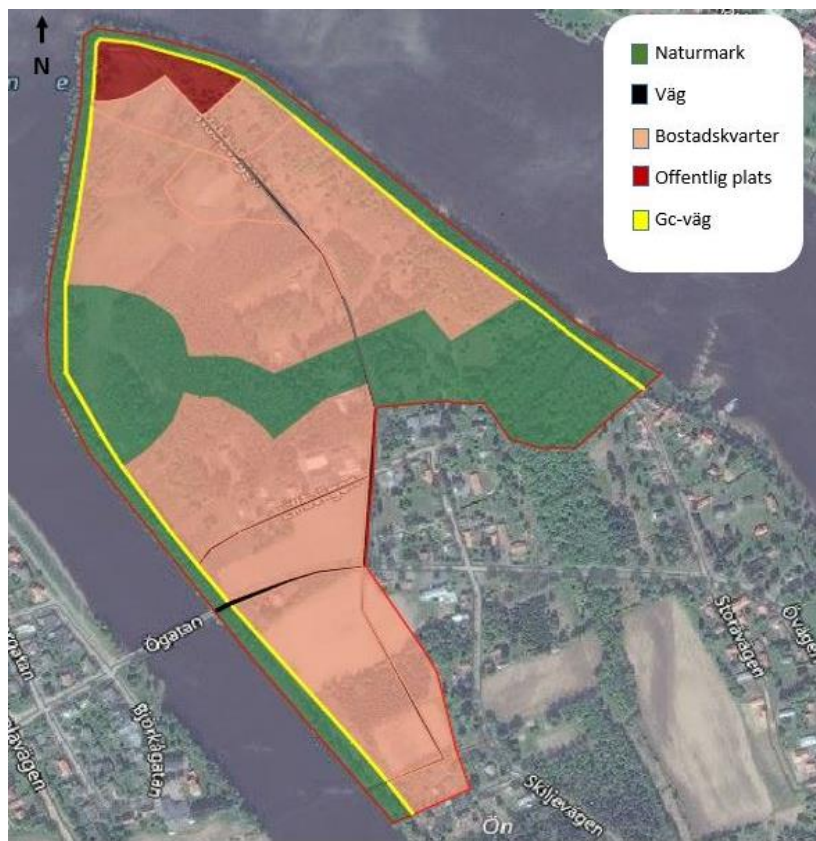 N
n e
Naturmark
Väg
Bostadskvarter
Offentlig plats
Gc-väg
Ögatan
Björkågatan
Storavägen
Övägen
Skiljevägen
Ön